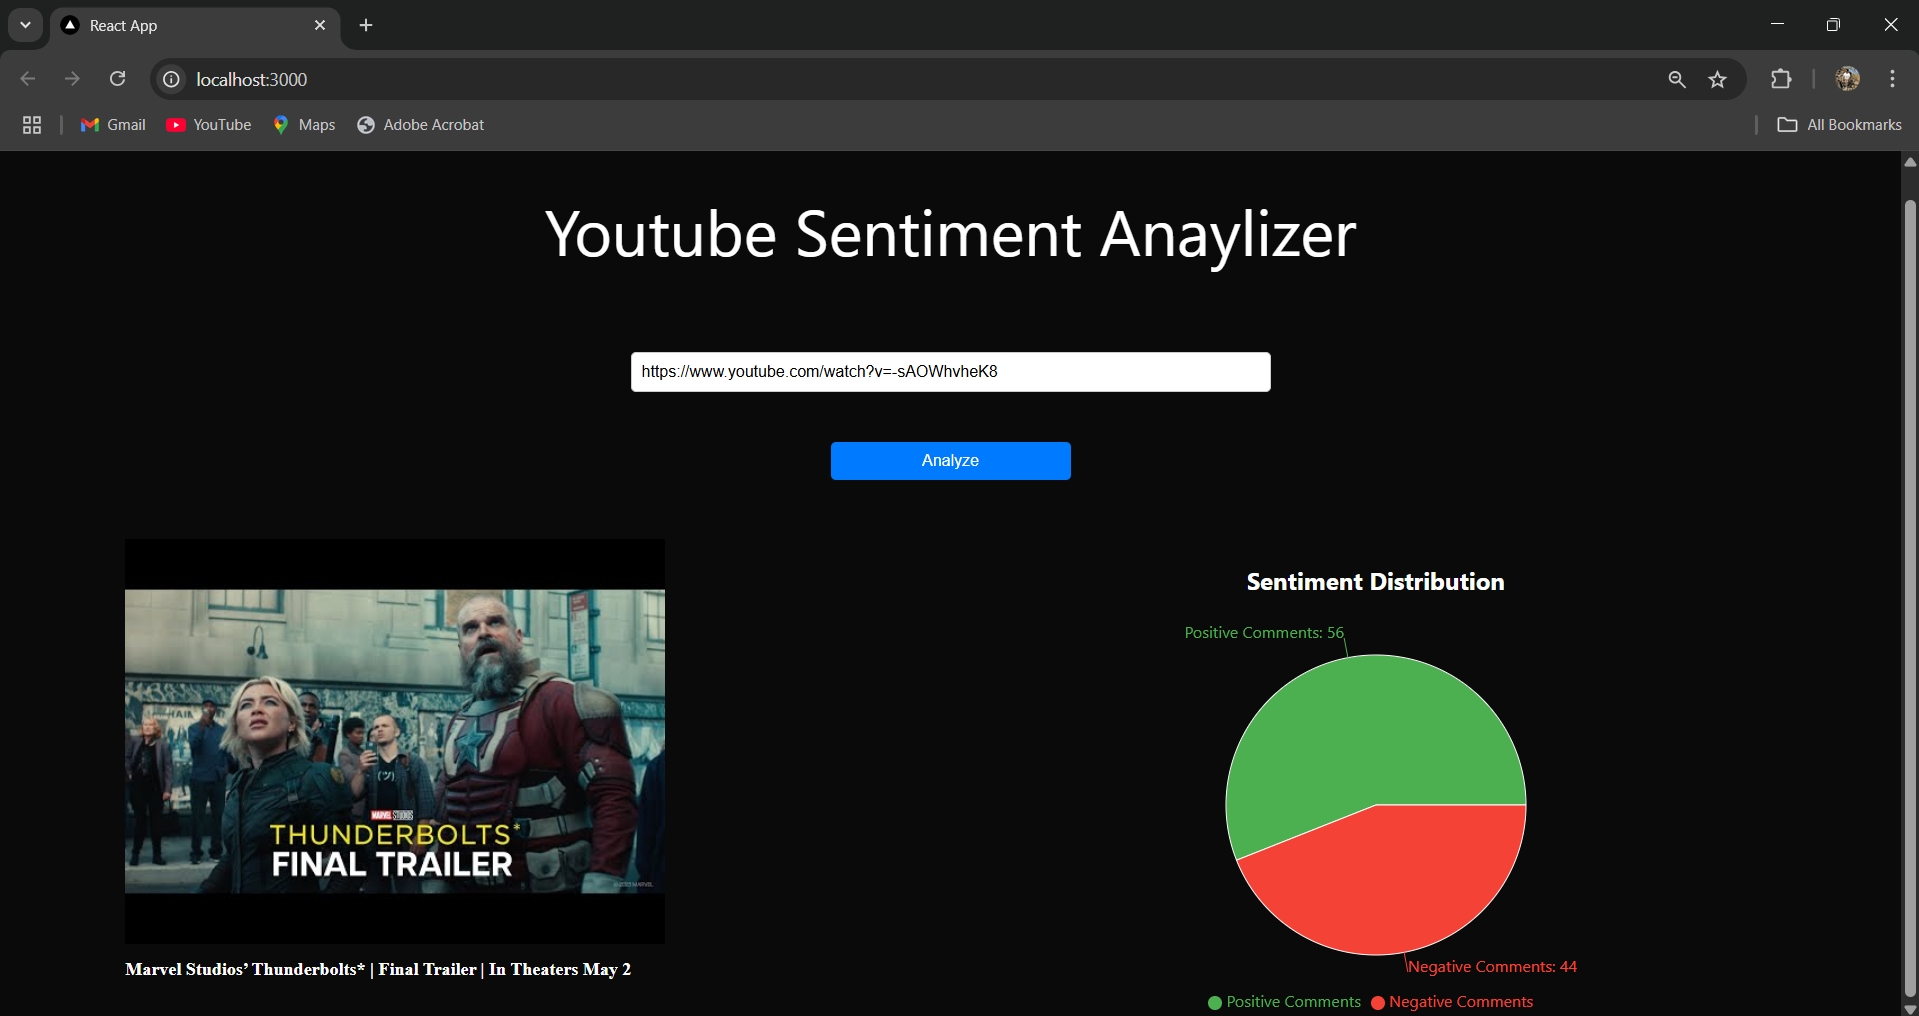 React App
localhost:3000
Gmail
YouTube
Maps
Adobe Acrobat
All Bookmarks
Youtube Sentiment Anaylizer
https://www.youtube.com/watch?v=-sAOWhvheK8
Analyze
MARVEL STUDIOS
THUNDERBOLTS*
FINAL TRAILER
Marvel Studios’ Thunderbolts* | Final Trailer | In Theaters May 2
Sentiment Distribution
Positive Comments: 56
Negative Comments: 44
Positive Comments Negative Comments